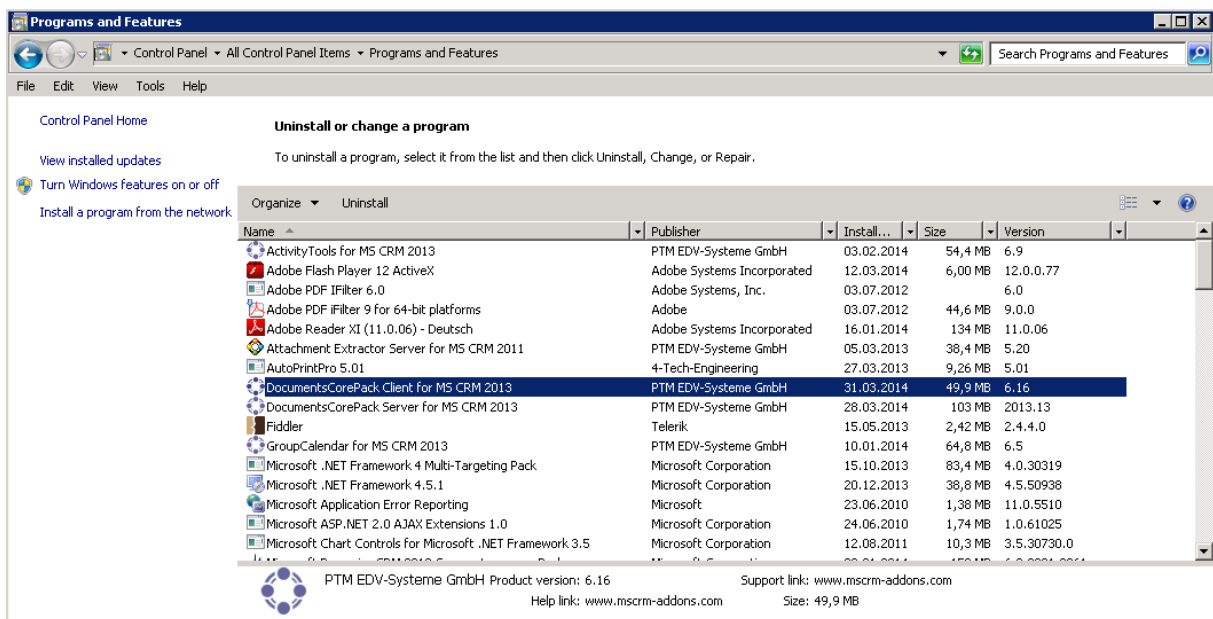 Programs and Features
Control Panel All Control Panel Items Programs and Features Search Programs and Features
File Edit View Tools Help
Control Panel Home
View installed updates
Turn Windows features on or off
Install a program from the network
Uninstall or change a program
To uninstall a program, select it from the list and then click Uninstall, Change, or Repair.
Organize Uninstall
Name Publisher Install... Size Version
ActivityTools for MS CRM 2013 PTM EDV-Systeme GmbH 03.02.2014 54,4 MB 6.9
Adobe Flash Player 12 ActiveX Adobe Systems Incorporated 12.03.2014 6,00 MB 12.0.0.77
Adobe PDF IFilter 6.0 Adobe Systems, Inc. 03.07.2012 6.0
Adobe PDF iFilter 9 for 64-bit platforms Adobe 03.07.2012 44,6 MB 9.0.0
Adobe Reader XI (11.0.06) - Deutsch Adobe Systems Incorporated 16.01.2014 134 MB 11.0.06
Attachment Extractor Server for MS CRM 2011 PTM EDV-Systeme GmbH 05.03.2013 38,4 MB 5.20
AutoPrintPro 5.01 4-Tech-Engineering 27.03.2013 9,26 MB 5.01
DocumentsCorePack Client for MS CRM 2013 PTM EDV-Systeme GmbH 31.03.2014 49,9 MB 6.16
DocumentsCorePack Server for MS CRM 2013 PTM EDV-Systeme GmbH 28.03.2014 103 MB 2013.13
Fiddler Telerik 15.05.2013 2,42 MB 2.4.4.0
GroupCalendar for MS CRM 2013 PTM EDV-Systeme GmbH 10.01.2014 64,8 MB 6.5
Microsoft .NET Framework 4 Multi-Targeting Pack Microsoft Corporation 15.10.2013 83,4 MB 4.0.30319
Microsoft .NET Framework 4.5.1 Microsoft Corporation 20.12.2013 38,8 MB 4.5.50938
Microsoft Application Error Reporting Microsoft 23.06.2010 1,38 MB 11.0.5510
Microsoft ASP.NET 2.0 AJAX Extensions 1.0 Microsoft Corporation 24.06.2010 1,74 MB 1.0.61025
Microsoft Chart Controls for Microsoft .NET Framework 3.5 Microsoft Corporation 12.08.2011 10,3 MB 3.5.30730.0
PTM EDV-Systeme GmbH Product version: 6.16 Support link: www.mscrm-addons.com
Help link: www.mscrm-addons.com Size: 49,9 MB